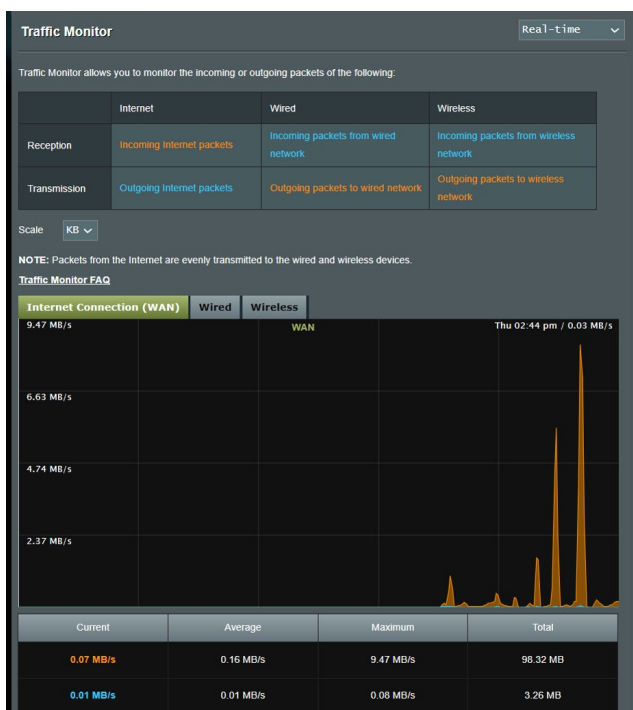 Traffic Monitor
Real-time
Traffic Monitor allows you to monitor the incoming or outgoing packets of the following:
Internet Wired Wireless
Reception Incoming Internet packets Incoming packets from wired network Incoming packets from wireless network
Transmission Outgoing Internet packets Outgoing packets to wired network Outgoing packets to wireless network
Scale KB
NOTE: Packets from the Internet are evenly transmitted to the wired and wireless devices.
Traffic Monitor FAQ
Internet Connection (WAN) Wired Wireless
9.47 MB/s WAN Thu 02:44 pm / 0.03 MB/s
6.63 MB/s
4.74 MB/s
2.37 MB/s
Current Average Maximum Total
0.07 MB/s 0.16 MB/s 9.47 MB/s 98.32 MB
0.01 MB/s 0.01 MB/s 0.08 MB/s 3.26 MB